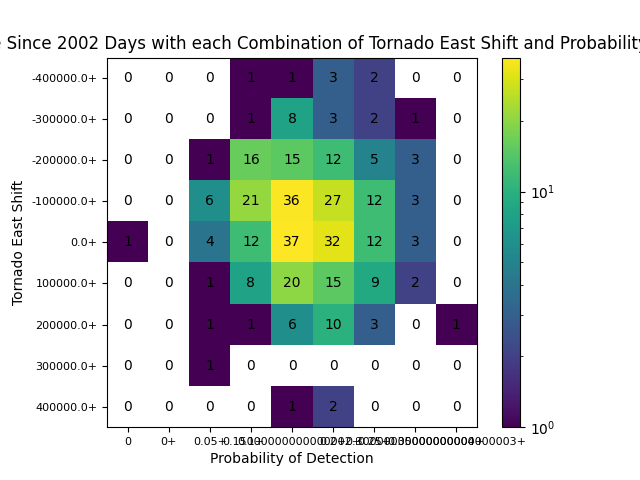 Since 2002 Days with each Combination of Tornado East Shift and Probability
Tornado East Shift
-400000.0+ 0 0 0 1 1 3 2 0 0
-300000.0+ 0 0 0 1 8 3 2 1 0
-200000.0+ 0 0 1 16 15 12 5 3 0
-100000.0+ 0 0 6 21 36 27 12 3 0
0.0+ 1 0 4 12 37 32 12 3 0
100000.0+ 0 0 1 8 20 15 9 2 0
200000.0+ 0 0 1 1 6 10 3 0 1
300000.0+ 0 0 1 0 0 0 0 0 0
400000.0+ 0 0 0 0 1 2 0 0 0
0 0+ 0.05+
Probability of Detection
10¹
10⁰